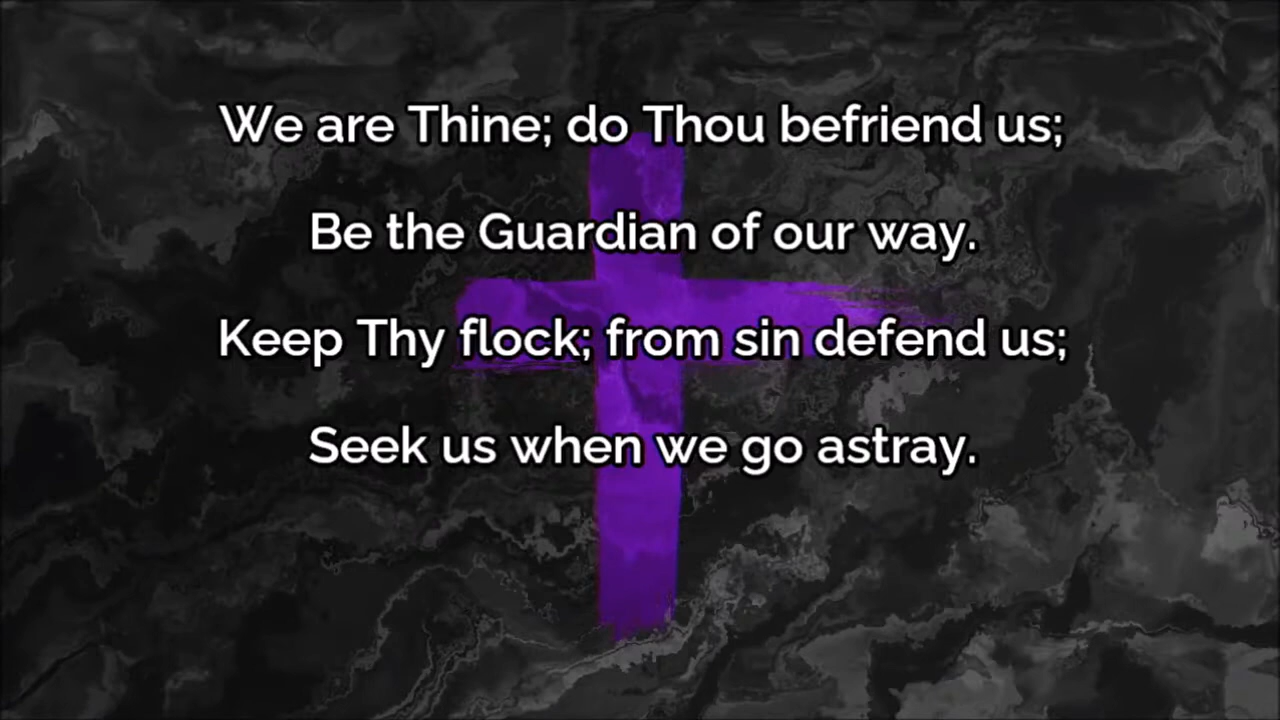 We are Thine; do Thou befriend us;
Be the Guardian of our way.
Keep Thy flock; from sin defend us;
Seek us when we go astray.